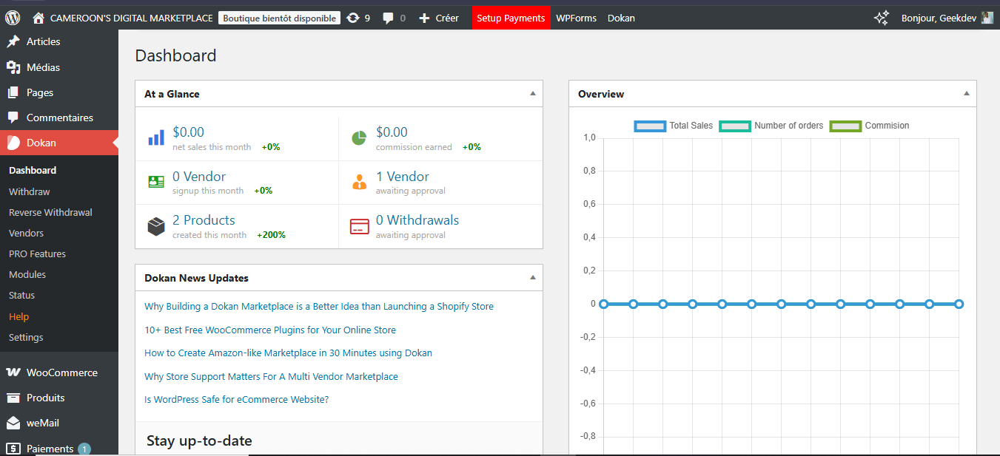 CAMEROON'S DIGITAL MARKETPLACE Boutique bientôt disponible 9 0 Créer Setup Payments WPForms Dokan Bonjour, Geekdev
Articles
Médias
Pages
Commentaires
Dokan
Dashboard
Withdraw
Reverse Withdrawal
Vendors
PRO Features
Modules
Status
Help
Settings
WooCommerce
Produits
weMail
Paiements 1
Dashboard
At a Glance
$0.00
net sales this month +0%
$0.00
commission earned +0%
0 Vendor
signup this month +0%
1 Vendor
awaiting approval
2 Products
created this month +200%
0 Withdrawals
awaiting approval
Dokan News Updates
Why Building a Dokan Marketplace is a Better Idea than Launching a Shopify Store
10+ Best Free WooCommerce Plugins for Your Online Store
How to Create Amazon-like Marketplace in 30 Minutes using Dokan
Why Store Support Matters For A Multi Vendor Marketplace
Is WordPress Safe for eCommerce Website?
Stay up-to-date
Overview
Total Sales Number of orders Commision
1,0
0,8
0,6
0,4
0,2
0
-0,2
-0,4
-0,6
-0,8